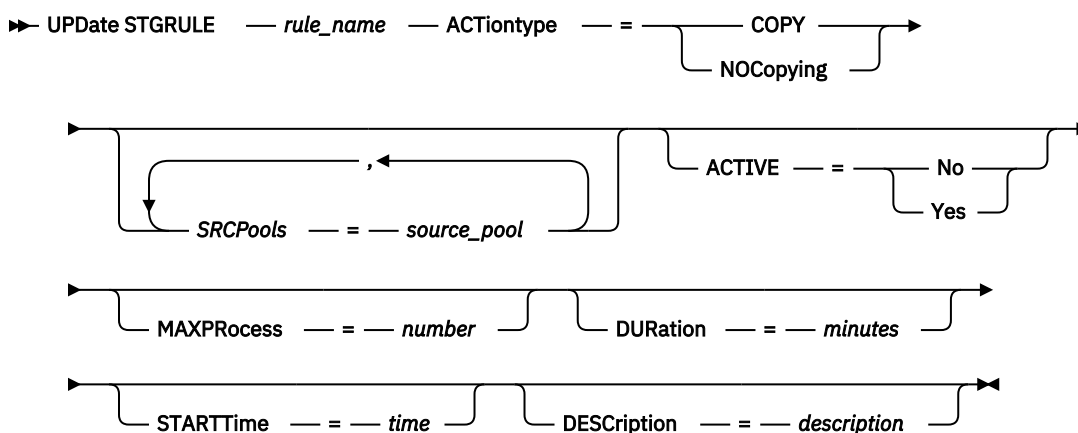 UPDate STGRULE rule_name ACTiontype = COPY
NOCopying
,
SRCPools = source_pool
ACTIVE = No
Yes
MAXPRocess = number DURation = minutes
STARTTime = time DESCription = description